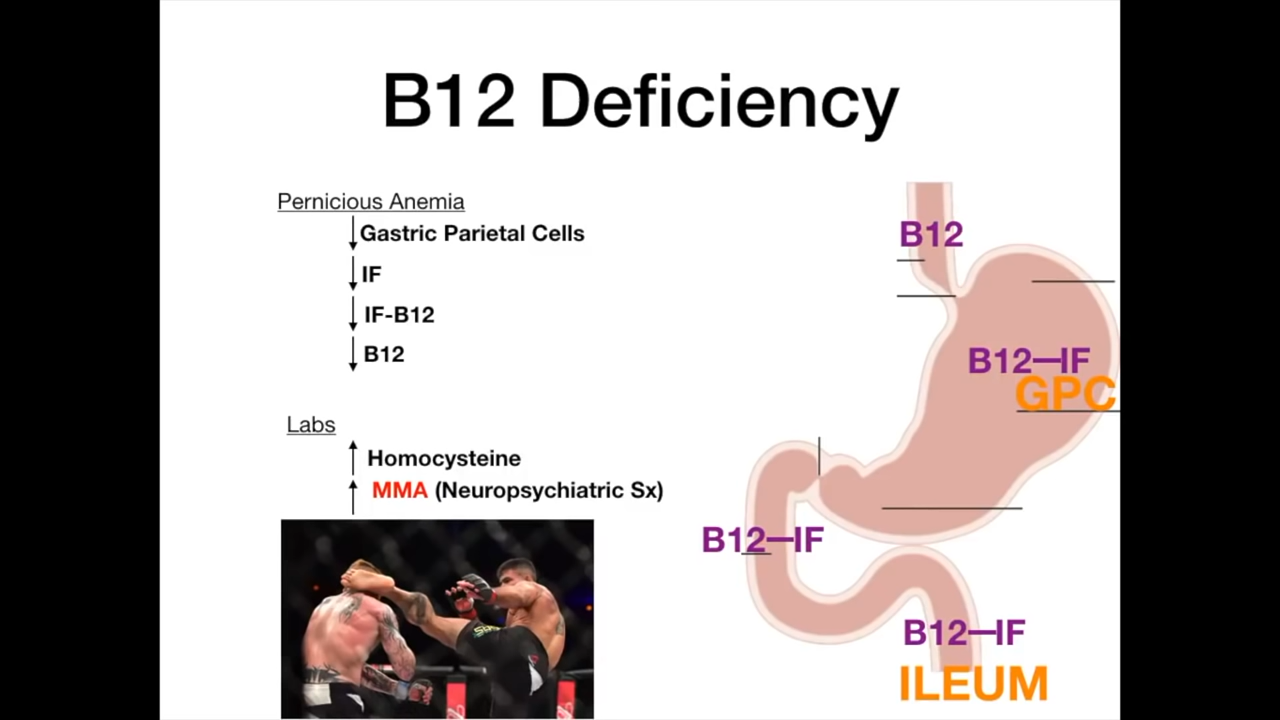 B12 Deficiency
Pernicious Anemia
Gastric Parietal Cells
IF
IF-B12
B12
Labs
Homocysteine
MMA (Neuropsychiatric Sx)
B12
B12—IF
GPC
B12—IF
B12—IF
ILEUM